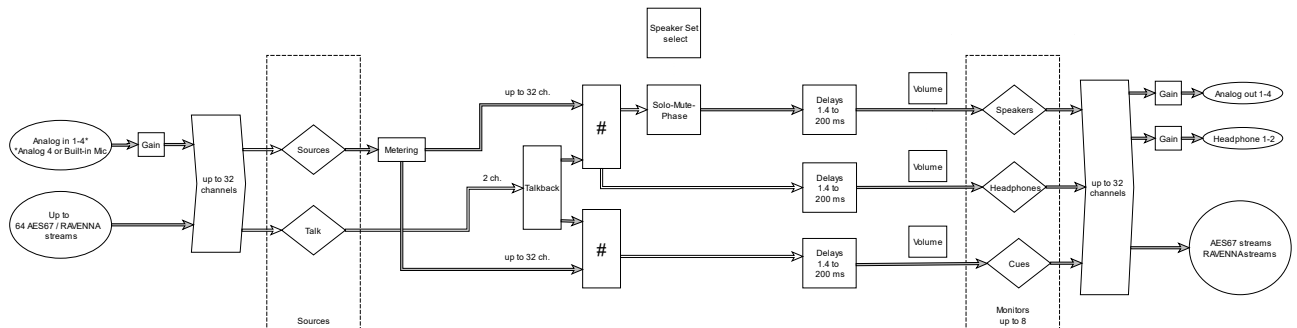 Speaker Set
select
Analog in 1-4*
*Analog 4 or Built-in Mic
Gain
Up to
64 AES67 / RAVENNA
streams
up to 32
channels
Sources
Talk
Sources
Metering
up to 32 ch.
2 ch.
up to 32 ch.
Talkback
#
#
Solo-Mute-
Phase
Delays
1.4 to
200 ms
Delays
1.4 to
200 ms
Delays
1.4 to
200 ms
Volume
Volume
Volume
Speakers
Headphones
Cues
Monitors
up to 8
up to 32
channels
Gain
Analog out 1-4
Gain
Headphone 1-2
AES67 streams
RAVENNA streams